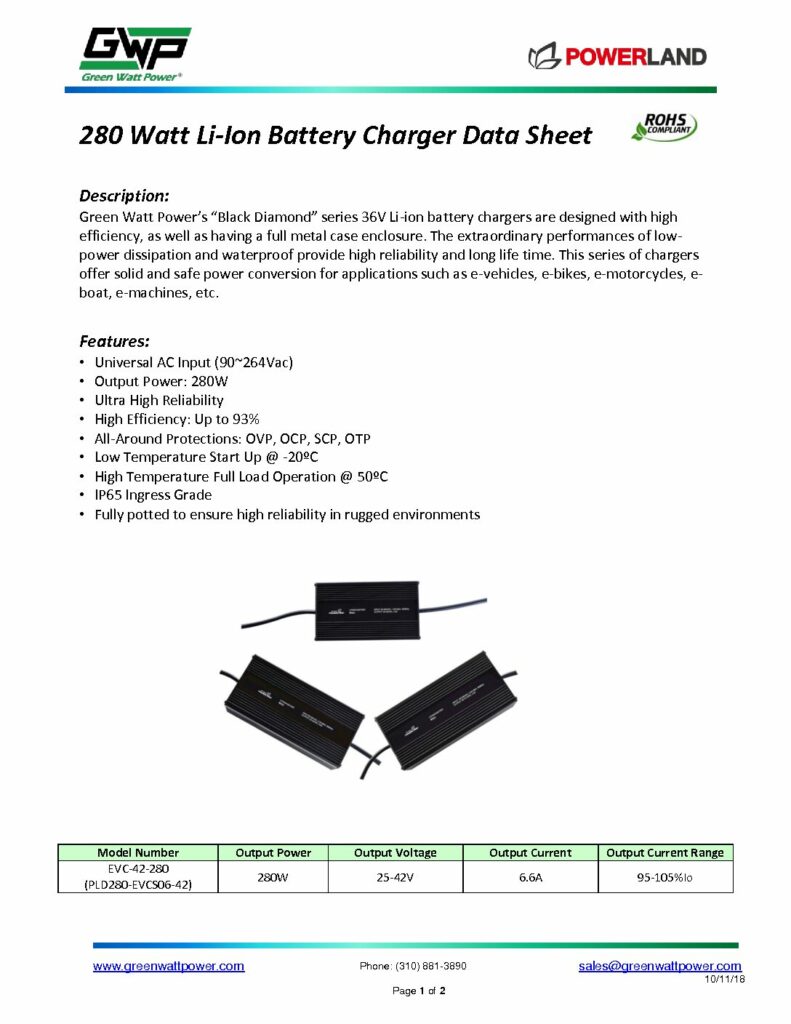 GWP
Green Watt Power®
POWERLAND
280 Watt Li-Ion Battery Charger Data Sheet
ROHS
COMPLIANT
Description:
Green Watt Power’s “Black Diamond” series 36V Li-ion battery chargers are designed with high
efficiency, as well as having a full metal case enclosure. The extraordinary performances of low-
power dissipation and waterproof provide high reliability and long life time. This series of chargers
offer solid and safe power conversion for applications such as e-vehicles, e-bikes, e-motorcycles, e-
boat, e-machines, etc.
Features:
• Universal AC Input (90~264Vac)
• Output Power: 280W
• Ultra High Reliability
• High Efficiency: Up to 93%
• All-Around Protections: OVP, OCP, SCP, OTP
• Low Temperature Start Up @ -20ºC
• High Temperature Full Load Operation @ 50ºC
• IP65 Ingress Grade
• Fully potted to ensure high reliability in rugged environments
Model Number Output Power Output Voltage Output Current Output Current Range
EVC-42-280
(PLD280-EVCS06-42) 280W 25-42V 6.6A 95-105%Io
www.greenwattpower.com Phone: (310) 881-3890 sales@greenwattpower.com
10/11/18
Page 1 of 2